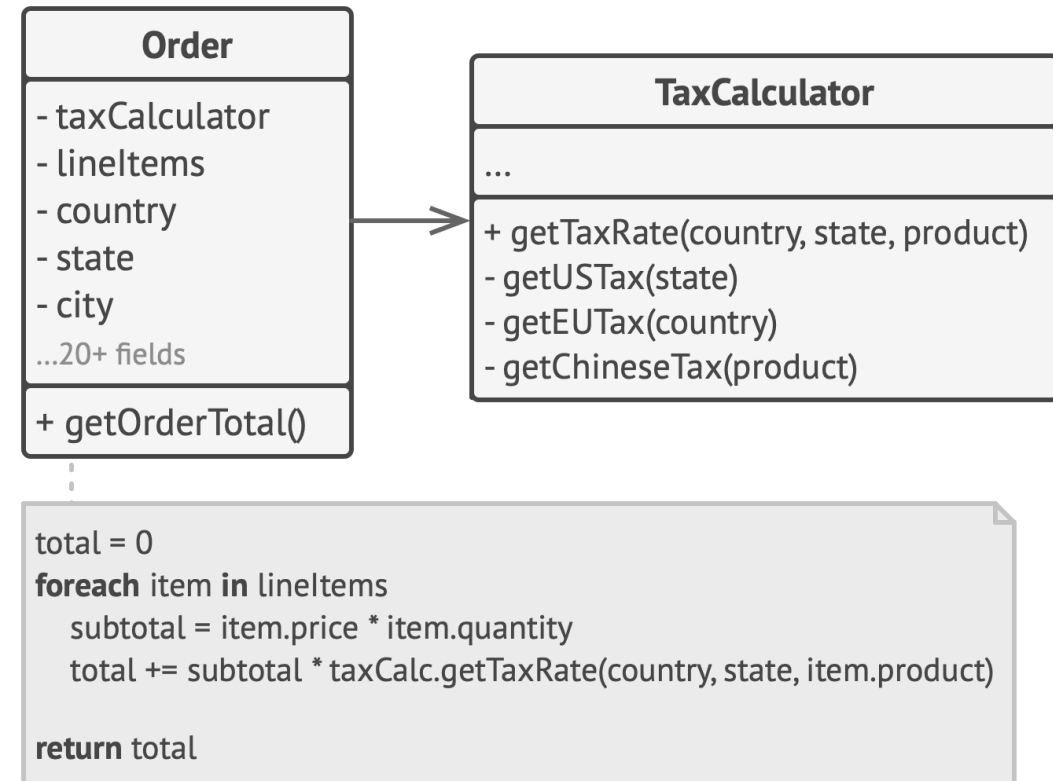 Order
- taxCalculator
- lineItems
- country
- state
- city
...20+ fields
+ getOrderTotal()
TaxCalculator
...
+ getTaxRate(country, state, product)
- getUSTax(state)
- getEUTax(country)
- getChineseTax(product)
total = 0
foreach item in lineItems
subtotal = item.price * item.quantity
total += subtotal * taxCalc.getTaxRate(country, state, item.product)
return total